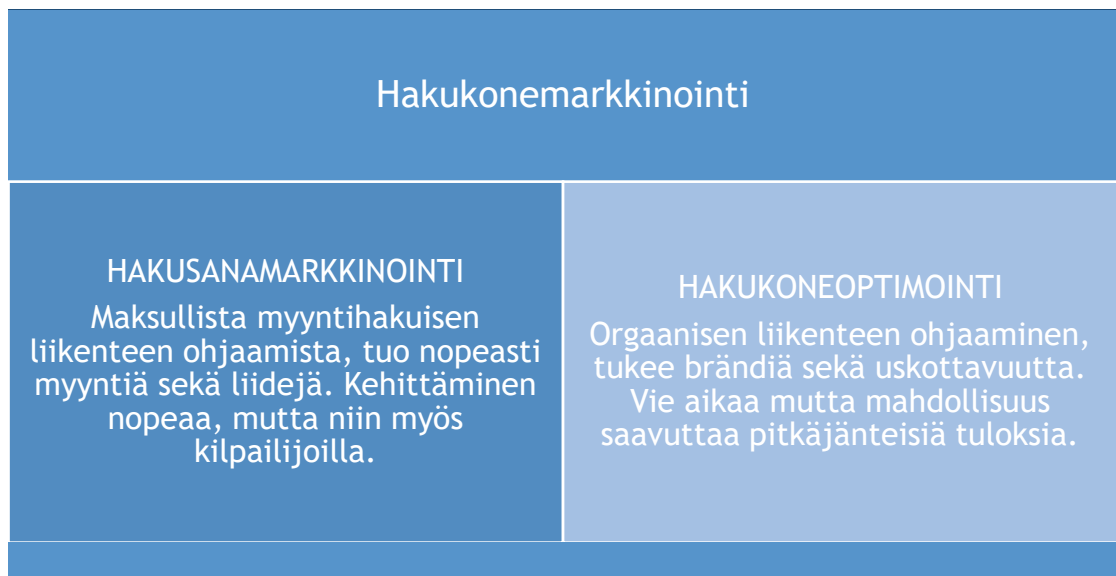 Hakukonemarkkinointi
HAKUSANAMARKKINOINTI
Maksullista myyntihakuisen
liikenteen ohjaamista, tuo nopeasti
myyntiä sekä liidejä. Kehittäminen
nopeaa, mutta niin myös
kilpailijoilla.
HAKUKONEOPTIMOINTI
Orgaanisen liikenteen ohjaaminen,
tukee brändiä sekä uskottavuutta.
Vie aikaa mutta mahdollisuus
saavuttaa pitkäjänteisiä tuloksia.